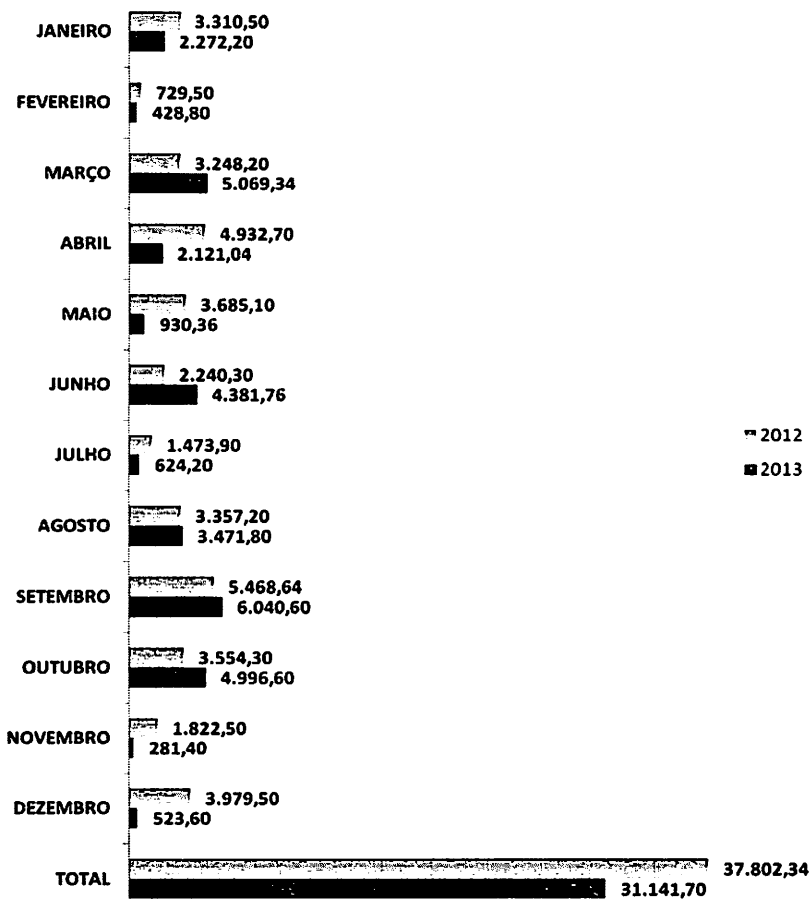 JANEIRO
3.310,50
2.272,20
FEVEREIRO
729,50
428,80
MARÇO
3.248,20
5.069,34
ABRIL
4.932,70
2.121,04
MAIO
3.685,10
930,36
JUNHO
2.240,30
4.381,76
JULHO
1.473,90
624,20
2012
2013
AGOSTO
3.357,20
3.471,80
SETEMBRO
5.468,64
6.040,60
OUTUBRO
3.554,30
4.996,60
NOVEMBRO
1.822,50
281,40
DEZEMBRO
3.979,50
523,60
TOTAL
37.802,34
31.141,70